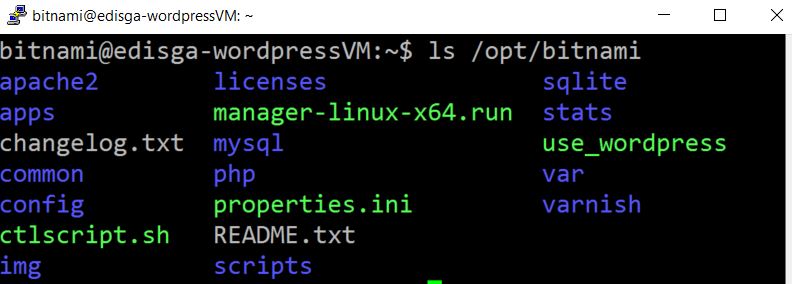 bitnami@edisga-wordpressVM: ~
bitnami@edisga-wordpressVM:~$ ls /opt/bitnami
apache2 licenses sqlite
apps manager-linux-x64.run stats
changelog.txt mysql use_wordpress
common php var
config properties.ini varnish
ctlscript.sh README.txt
img scripts